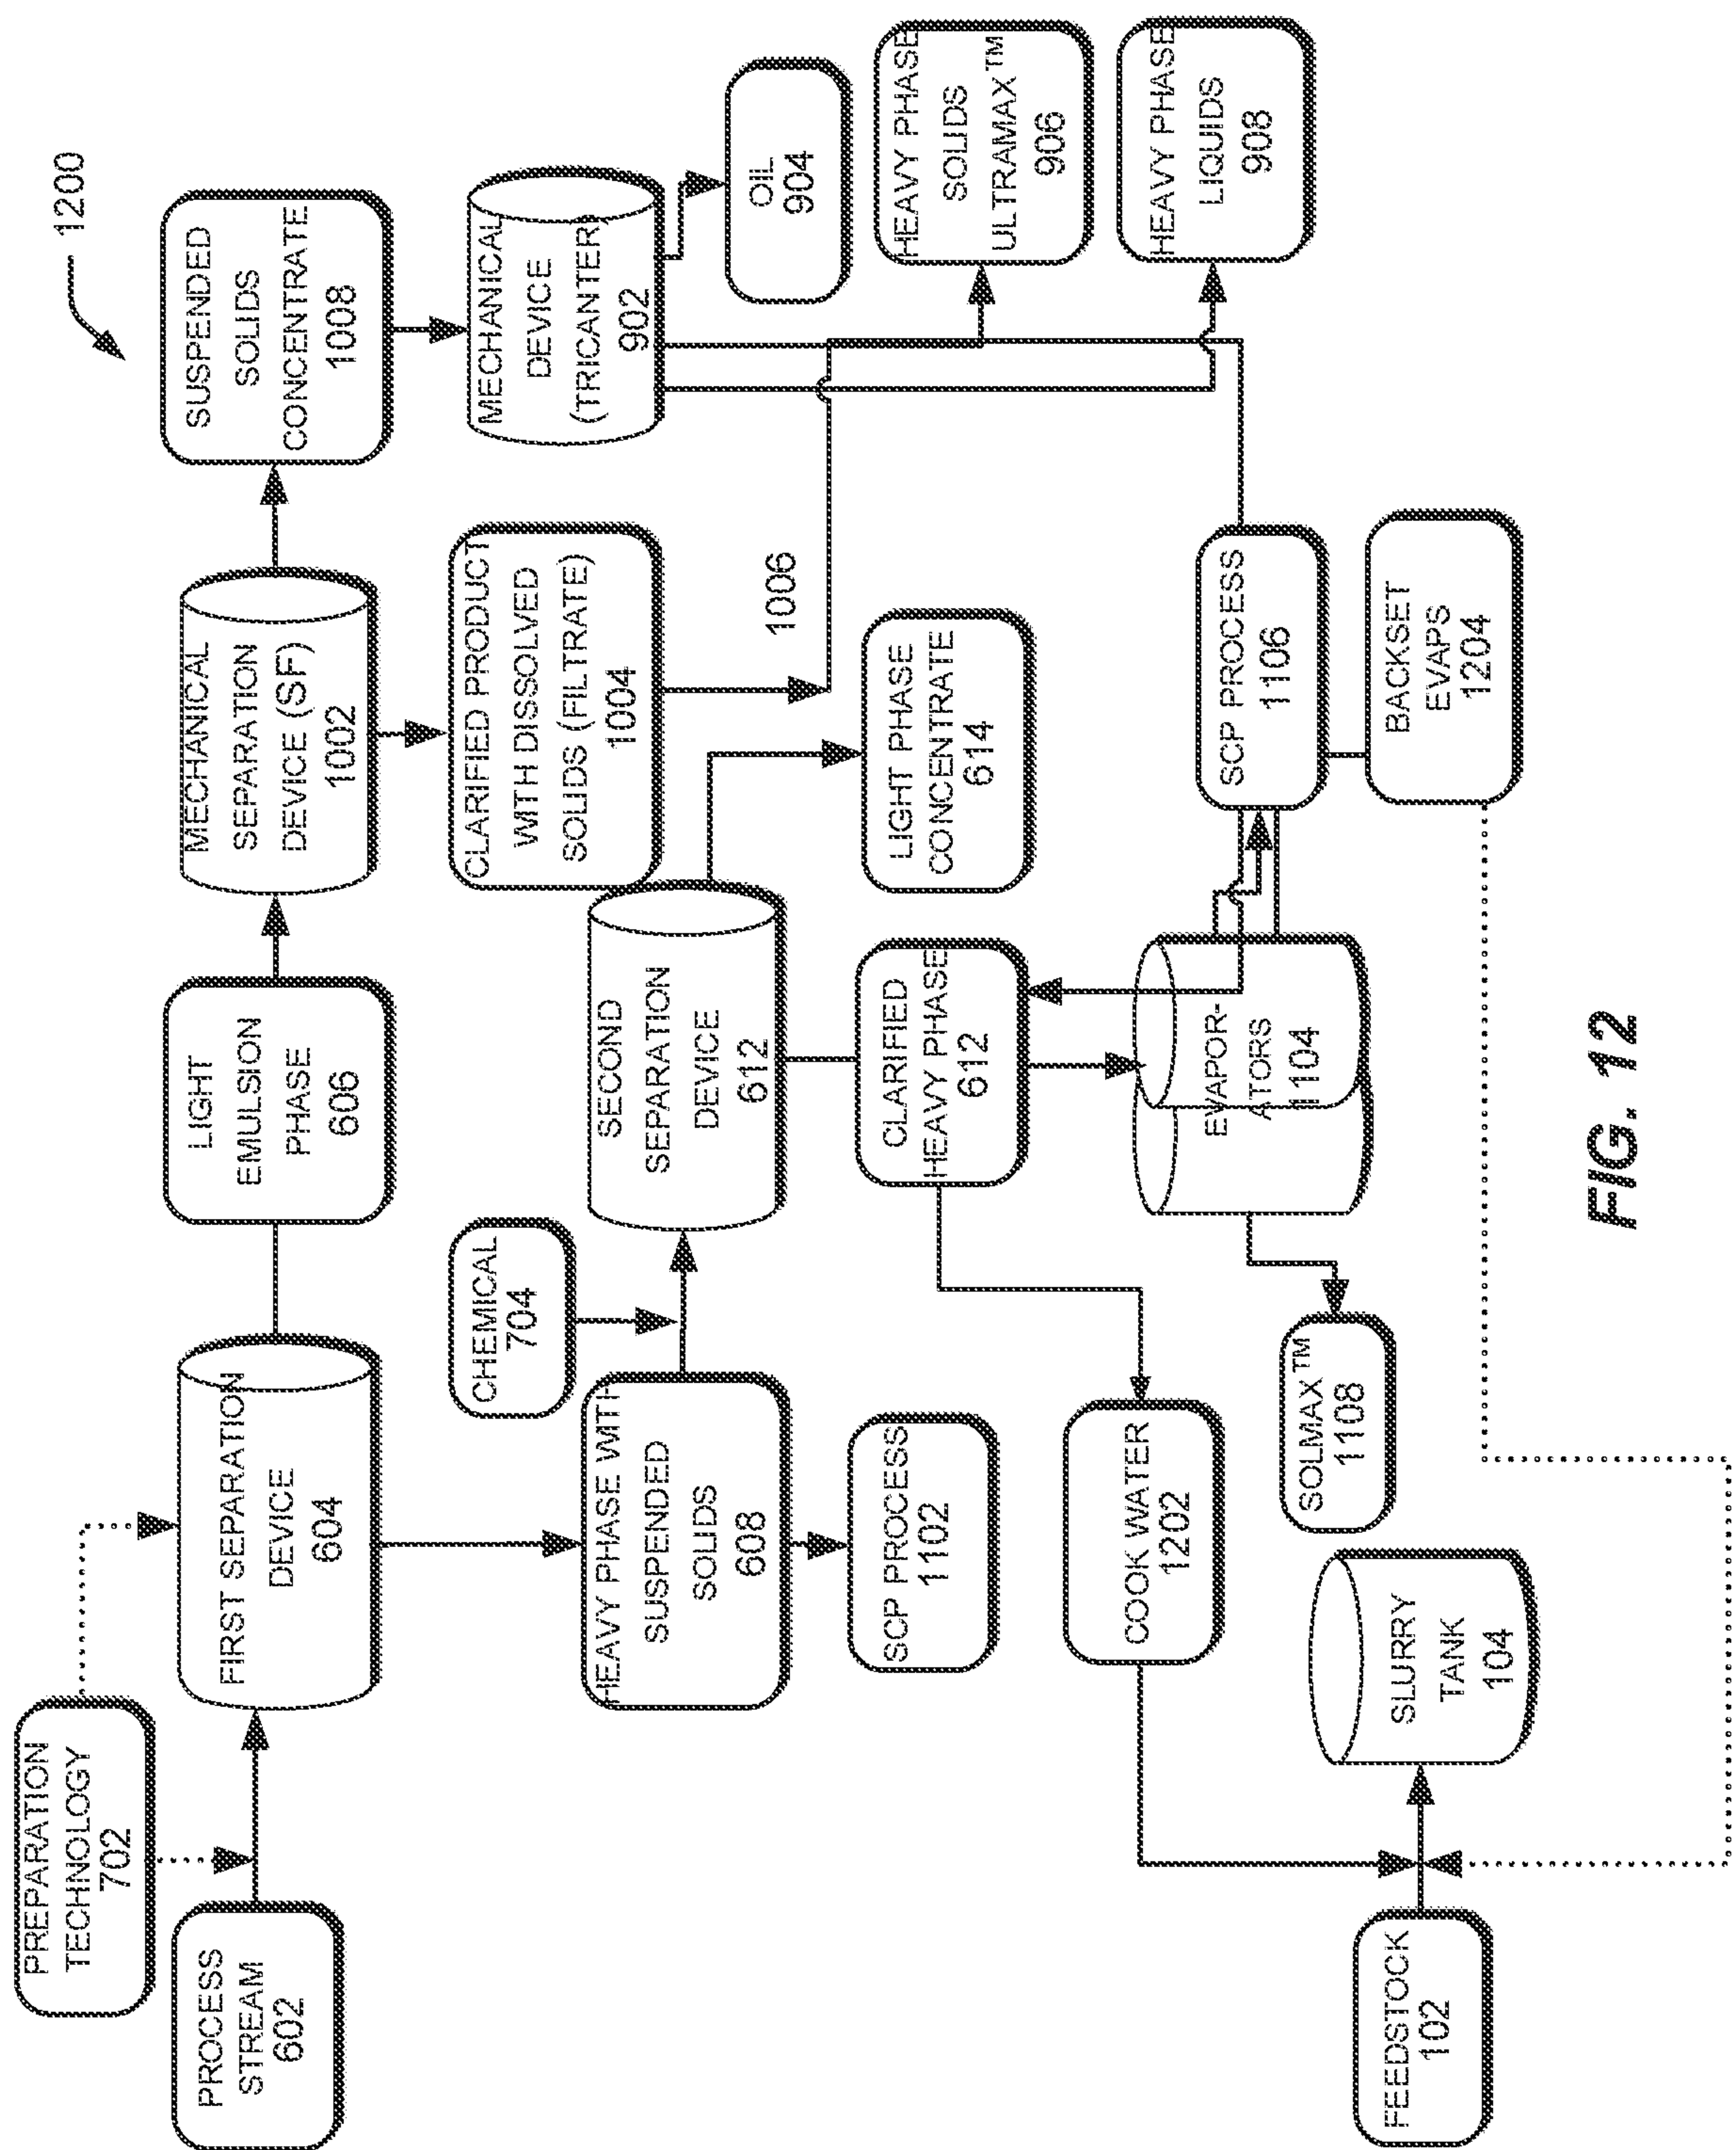 1200
PREPARATION
TECHNOLOGY
702
PROCESS
STREAM
602
FIRST SEPARATION
DEVICE
604
LIGHT
EMULSION
PHASE
606
MECHANICAL
SEPARATION
DEVICE (SF)
1002
SUSPENDED
SOLIDS
CONCENTRATE
1008
CHEMICAL
704
CLARIFIED PRODUCT
WITH DISSOLVED
SOLIDS (FILTRATE)
1004
MECHANICAL
DEVICE
(TRICANTER)
902
HEAVY PHASE WITH
SUSPENDED
SOLIDS
608
SECOND
SEPARATION
DEVICE
612
1006
OIL
904
SCP PROCESS
1102
CLARIFIED
HEAVY PHASE
612
LIGHT PHASE
CONCENTRATE
614
HEAVY PHASE
SOLIDS
ULTRAMAX™
906
COOK WATER
1202
EVAPOR-
ATORS
1104
SCP PROCESS
1106
HEAVY PHASE
LIQUIDS
908
SOLMAX™
1108
BACKSET
EVAPS
1204
FEEDSTOCK
102
SLURRY
TANK
104
FIG. 12